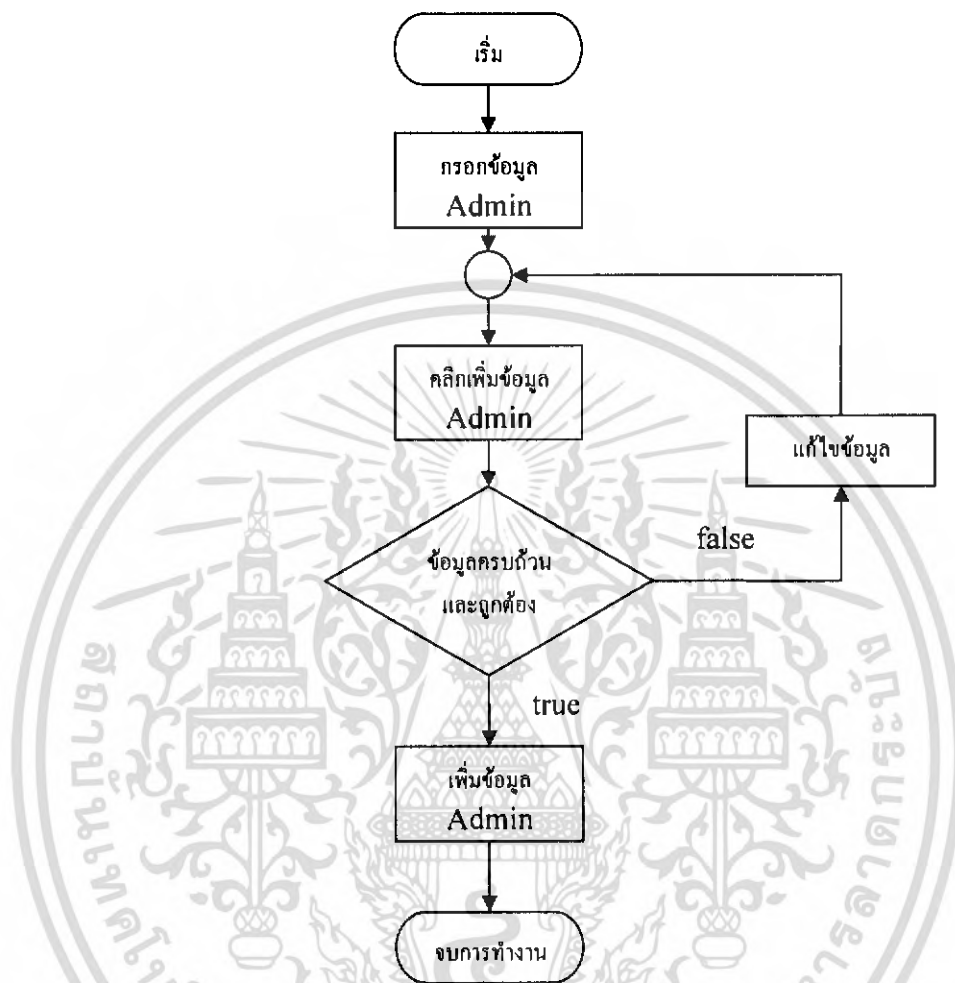 เริ่ม
กรอกข้อมูล
Admin
คลิกเพิ่มข้อมูล
Admin
แก้ไขข้อมูล
ข้อมูลครบถ้วน
และถูกต้อง
false
true
เพิ่มข้อมูล
Admin
จบการทำงาน